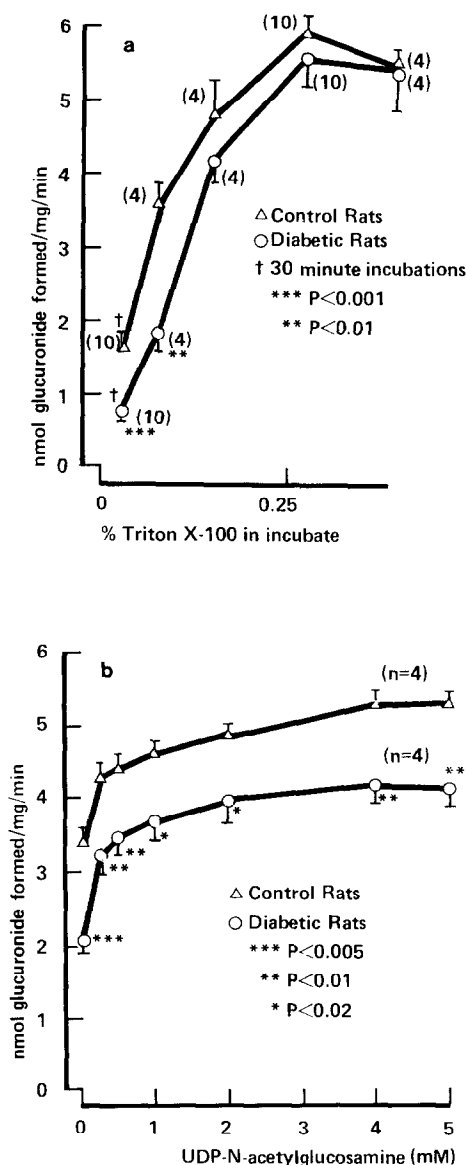 a
6
5
4
3
2
1
0
nmol glucuronide formed/mg/min
(10)
(4)
(4)
(10)
(4)
(4)
(4)
△ Control Rats
○ Diabetic Rats
† 30 minute incubations
*** P<0.001
** P<0.01
†
(10)
(4)
**
†
(10)
***
0
0.25
% Triton X-100 in incubate
b
6
5
4
3
2
1
0
nmol glucuronide formed/mg/min
(n=4)
(n=4)
**
**
*
*
**
**
***
△ Control Rats
○ Diabetic Rats
*** P<0.005
** P<0.01
* P<0.02
0
1
2
3
4
5
UDP-N-acetylglucosamine (mM)